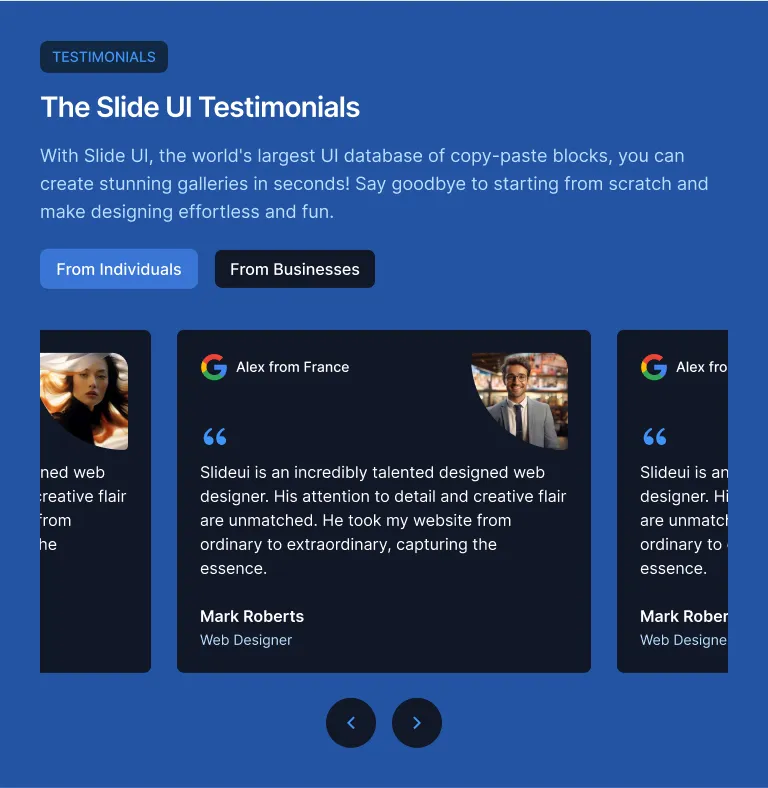 TESTIMONIALS
The Slide UI Testimonials
With Slide UI, the world's largest UI database of copy-paste blocks, you can
create stunning galleries in seconds! Say goodbye to starting from scratch and
make designing effortless and fun.
From Individuals
From Businesses
ned web
creative flair
from
he
Alex from France
“
Slideui is an incredibly talented designed web
designer. His attention to detail and creative flair
are unmatched. He took my website from
ordinary to extraordinary, capturing the
essence.
Mark Roberts
Web Designer
Alex fro
“
Slideui is an
designer. Hi
are unmatch
ordinary to
essence.
Mark Rober
Web Designe